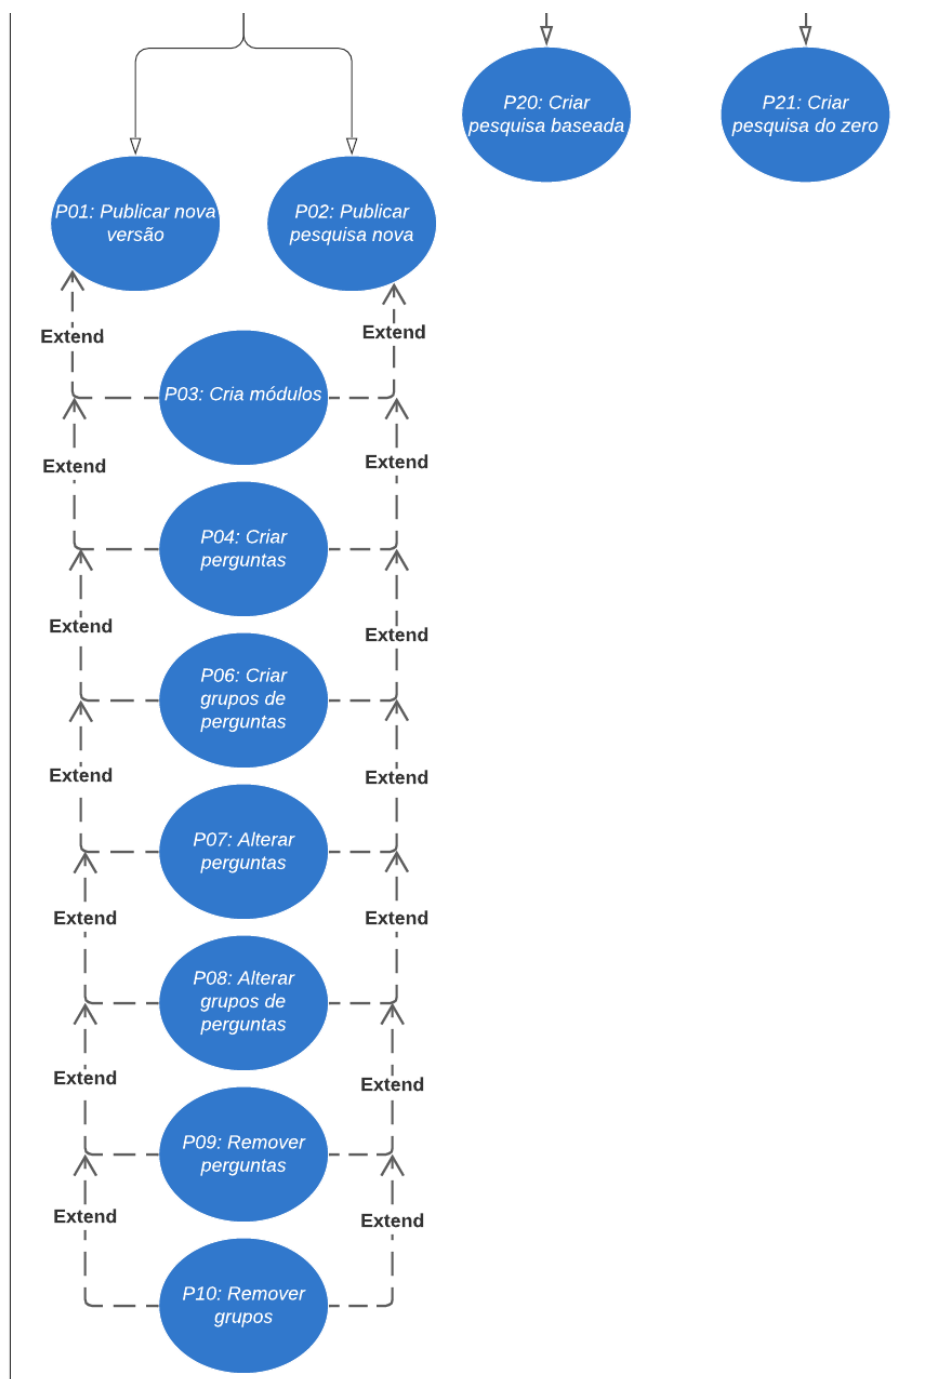 P20: Criar
pesquisa baseada
P21: Criar
pesquisa do zero
P01: Publicar nova
versão
P02: Publicar
pesquisa nova
Extend
Extend
P03: Cria módulos
Extend
Extend
P04: Criar
perguntas
Extend
Extend
P06: Criar
grupos de
perguntas
Extend
Extend
P07: Alterar
perguntas
Extend
Extend
P08: Alterar
grupos de
perguntas
Extend
Extend
P09: Remover
perguntas
Extend
Extend
P10: Remover
grupos